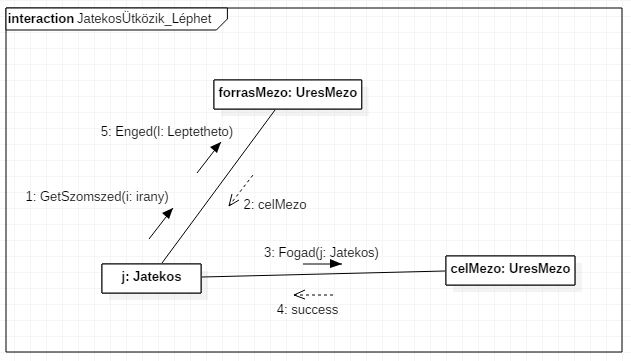 interaction JatekosÜtközik_Léphet
forrasMezo: UresMezo
5: Enged(l: Leptetheto)
1: GetSzomszed(i: irany)
2: celMezo
3: Fogad(j: Jatekos)
j: Jatekos
celMezo: UresMezo
4: success